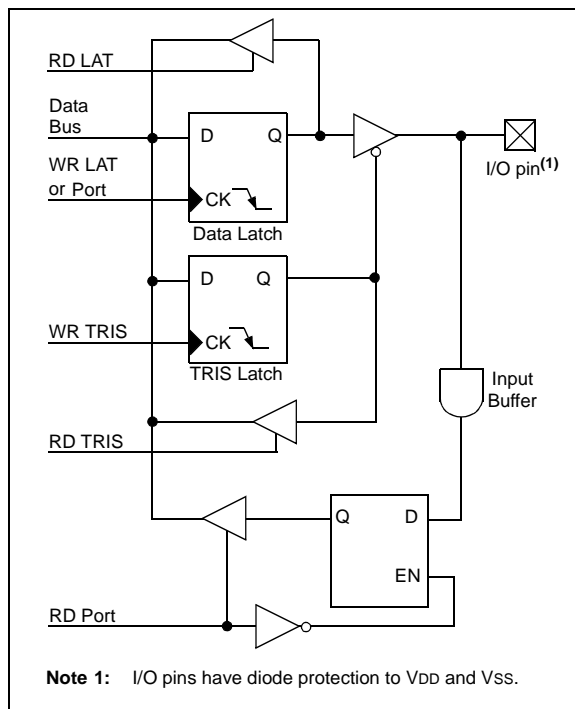 RD LAT
Data
Bus
D
Q
WR LAT
or Port
CK
I/O pin(1)
Data Latch
D
Q
WR TRIS
CK
TRIS Latch
Input
Buffer
RD TRIS
Q
D
EN
RD Port
Note 1: I/O pins have diode protection to VDD and VSS.